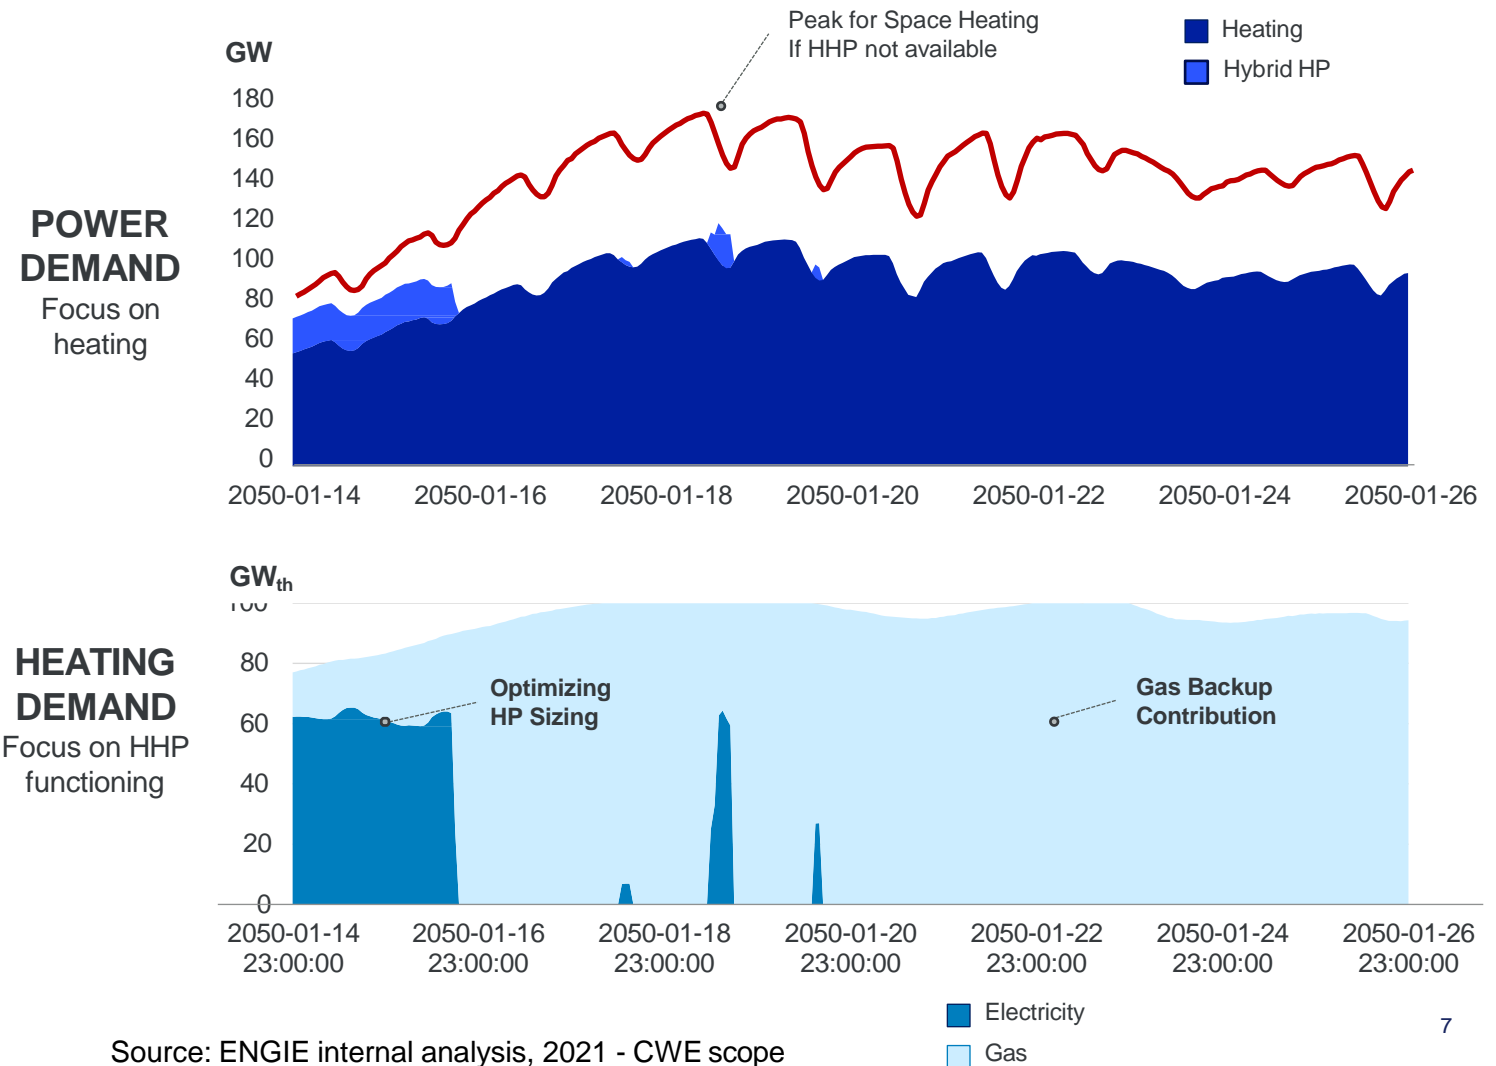 Peak for Space Heating
If HHP not available
Heating
Hybrid HP
GW
180
160
140
120
100
80
60
40
20
0
POWER
DEMAND
Focus on
heating
2050-01-14 2050-01-16 2050-01-18 2050-01-20 2050-01-22 2050-01-24 2050-01-26
GWth
100
80
60
40
20
0
HEATING
DEMAND
Focus on HHP
functioning
Optimizing
HP Sizing
Gas Backup
Contribution
2050-01-14 2050-01-16 2050-01-18 2050-01-20 2050-01-22 2050-01-24 2050-01-26
23:00:00 23:00:00 23:00:00 23:00:00 23:00:00 23:00:00 23:00:00
Electricity
Gas
7
Source: ENGIE internal analysis, 2021 - CWE scope